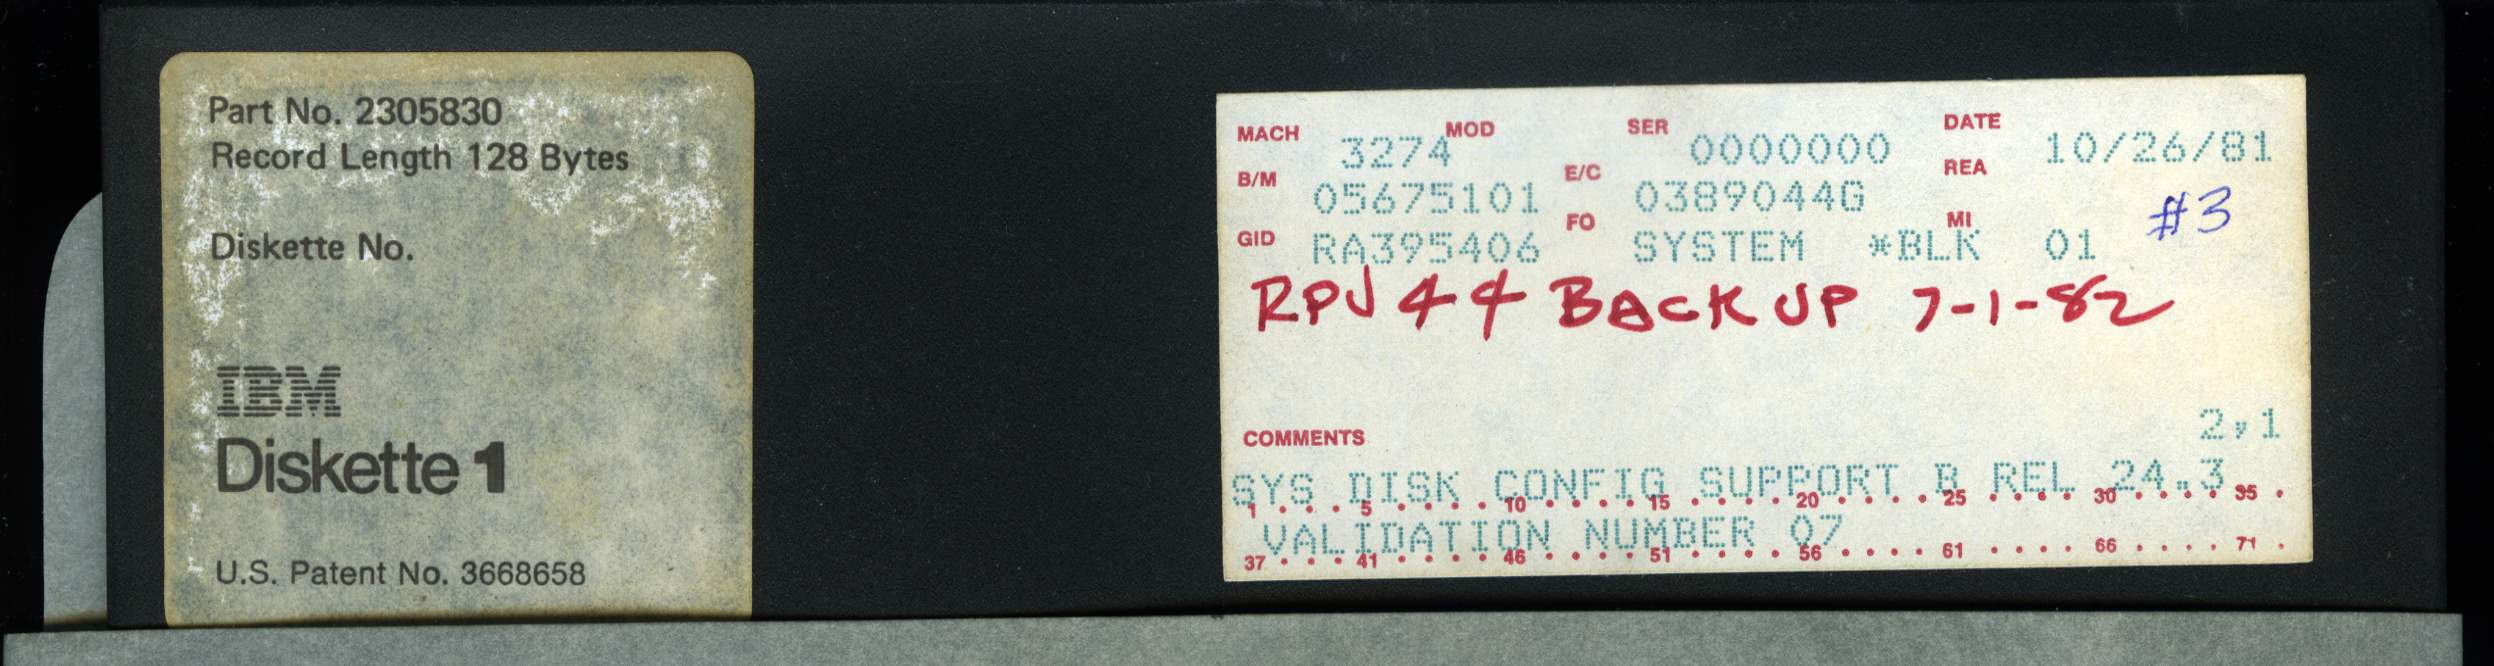 Part No. 2305830
Record Length 128 Bytes
Diskette No.
IBM
Diskette 1
U.S. Patent No. 3668658
MACH 3274 MOD SER 0000000 DATE 10/26/81
B/M 05675101 E/C 0389044G REA
#3
GID RA395406 FO SYSTEM *BLK MI 01
RPJ 44 BACK UP 7-1-82
2,1
COMMENTS
SYS DISK CONFIG SUPPORT B REL 24.3
1 . . . 5 . . . . 10 . . . . 15 . . . . 20 . . . . 25 . . . . 30 . . . . 35 .
VALIDATION NUMBER 07
37 . . . 41 . . . . 46 . . . . 51 . . . . 56 . . . . 61 . . . . 66 . . . . 71 .